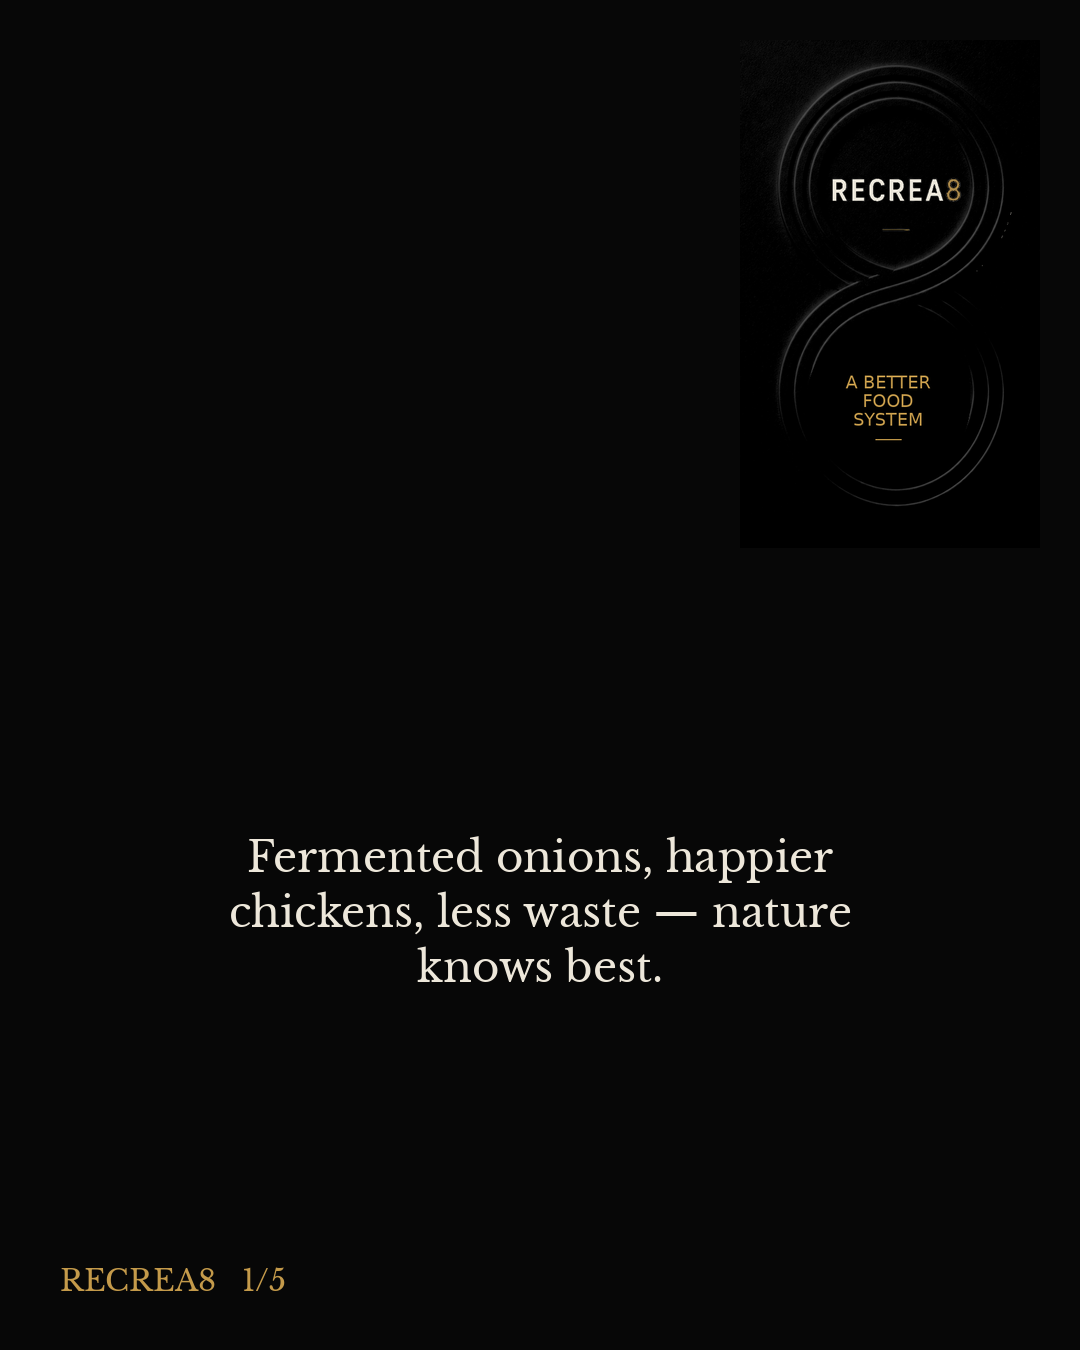 RECREA8
A BETTER
FOOD
SYSTEM
Fermented onions, happier
chickens, less waste — nature
knows best.
RECREA8 1/5